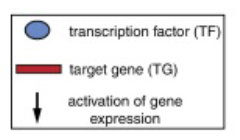 transcription factor (TF)
target gene (TG)
activation of gene
expression